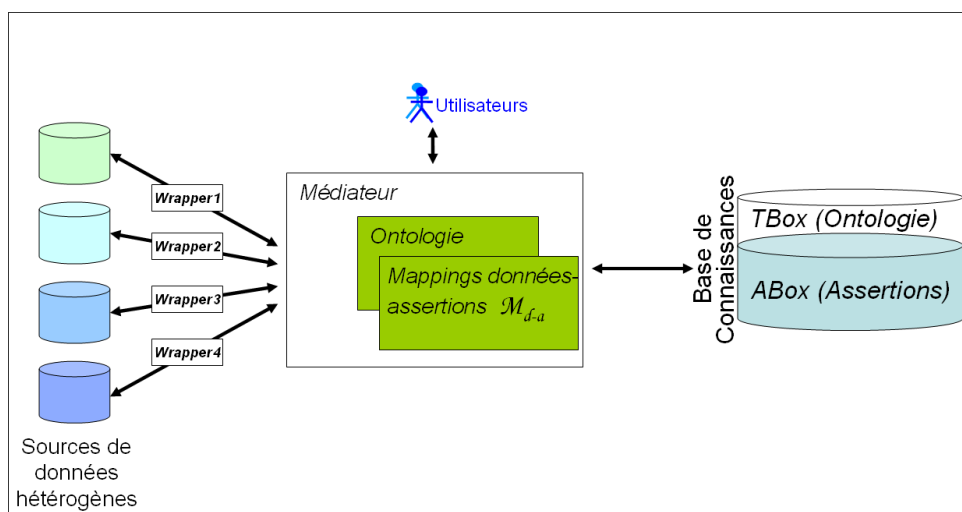 Utilisateurs
Médiateur
Ontologie
Mappings données-
assertions M_d-a
Wrapper1
Wrapper2
Wrapper3
Wrapper4
Sources de
données
hétérogènes
Base de
Connaissances
TBox (Ontologie)
ABox (Assertions)